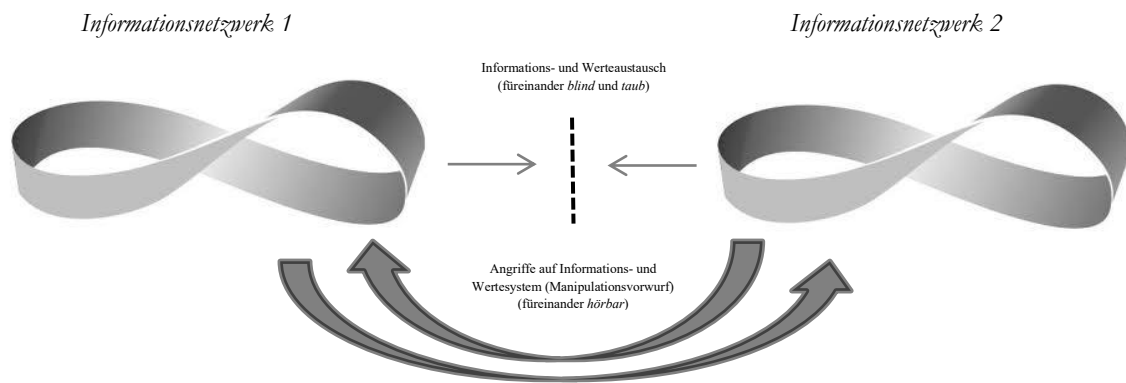 Informationsnetzwerk 1
Informationsnetzwerk 2
Informations- und Werteaustausch
(füreinander blind und taub)
Angriffe auf Informations- und
Wertesystem (Manipulationsvorwurf)
(füreinander hörbar)